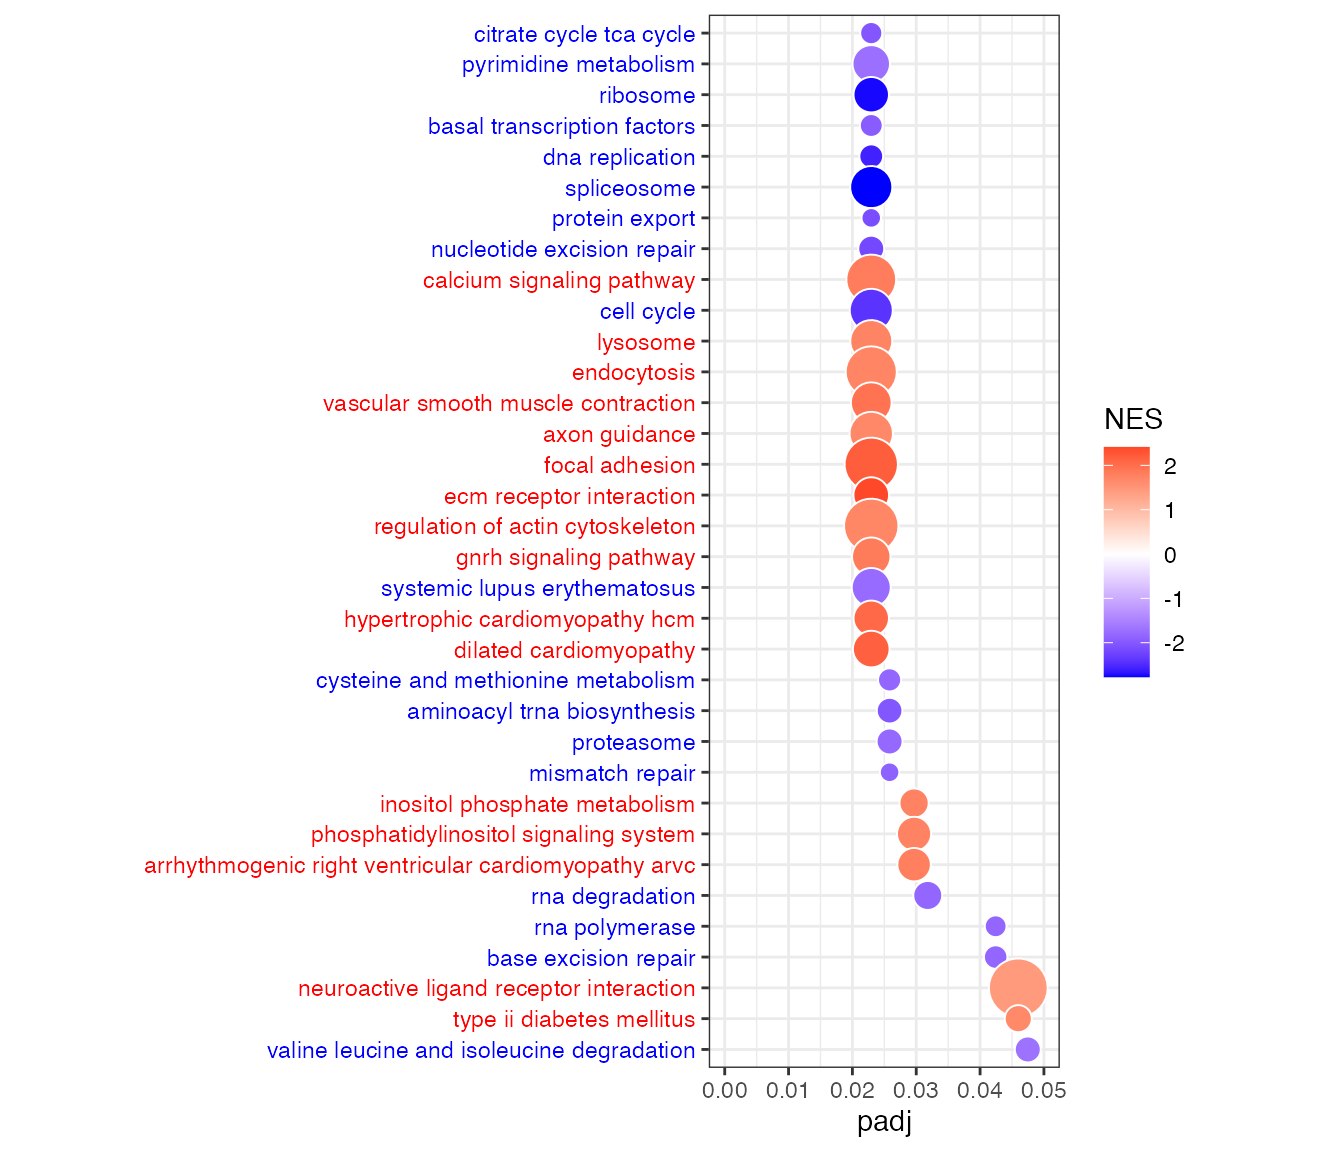 citrate cycle tca cycle
pyrimidine metabolism
ribosome
basal transcription factors
dna replication
spliceosome
protein export
nucleotide excision repair
calcium signaling pathway
cell cycle
lysosome
endocytosis
vascular smooth muscle contraction
axon guidance
focal adhesion
ecm receptor interaction
regulation of actin cytoskeleton
gnrh signaling pathway
systemic lupus erythematosus
hypertrophic cardiomyopathy hcm
dilated cardiomyopathy
cysteine and methionine metabolism
aminoacyl trna biosynthesis
proteasome
mismatch repair
inositol phosphate metabolism
phosphatidylinositol signaling system
arrhythmogenic right ventricular cardiomyopathy arvc
rna degradation
rna polymerase
base excision repair
neuroactive ligand receptor interaction
type ii diabetes mellitus
valine leucine and isoleucine degradation
0.00 0.01 0.02 0.03 0.04 0.05
padj
NES
2
1
0
-1
-2